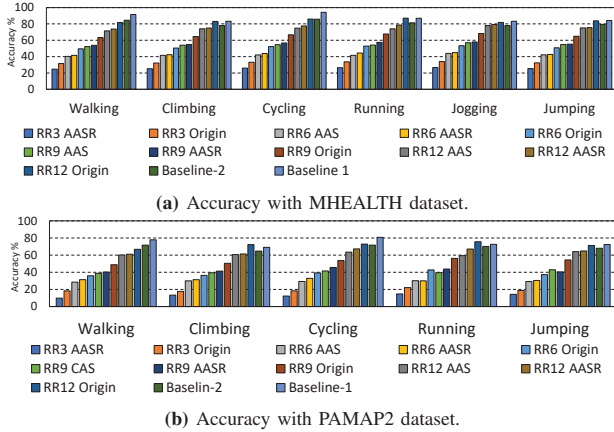 100
80
60
40
20
0
Accuracy %
Walking Climbing Cycling Running Jogging Jumping
RR3 AASR RR3 Origin RR6 AAS RR6 AASR RR6 Origin
RR9 AAS RR9 AASR RR9 Origin RR12 AAS RR12 AASR
RR12 Origin Baseline-2 Baseline 1
(a) Accuracy with MHEALTH dataset.
100
80
60
40
20
0
Accuracy %
Walking Climbing Cycling Running Jumping
RR3 AASR RR3 Origin RR6 AAS RR6 AASR RR6 Origin
RR9 CAS RR9 AASR RR9 Origin RR12 AAS RR12 AASR
RR12 Origin Baselin-2 Baseline-1
(b) Accuracy with PAMAP2 dataset.